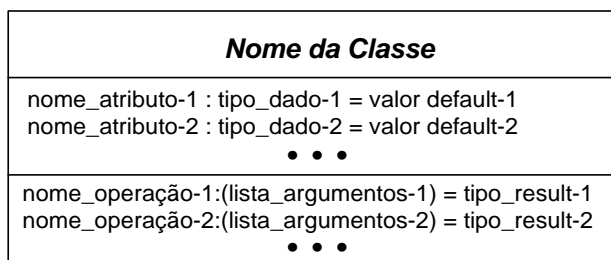 Nome da Classe
nome_atributo-1 : tipo_dado-1 = valor default-1
nome_atributo-2 : tipo_dado-2 = valor default-2
• • •
nome_operação-1:(lista_argumentos-1) = tipo_result-1
nome_operação-2:(lista_argumentos-2) = tipo_result-2
• • •